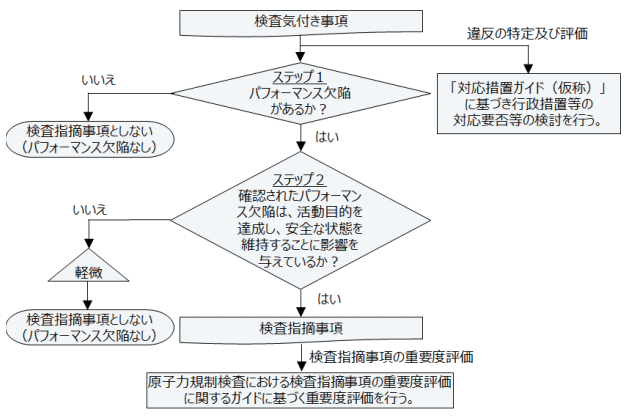 検査気付き事項
違反の特定及び評価
ステップ1
パフォーマンス欠陥
があるか？
いいえ
「対応措置ガイド（仮称）」
に基づき行政措置等の
対応要否等の検討を行う。
検査指摘事項としない
（パフォーマンス欠陥なし）
はい
ステップ2
確認されたパフォーマン
ス欠陥は、活動目的を
達成し、安全な状態を
維持することに影響を
与えているか？
いいえ
軽微
はい
検査指摘事項としない
（パフォーマンス欠陥なし）
検査指摘事項
検査指摘事項の重要度評価
原子力規制検査における検査指摘事項の重要度評価
に関するガイドに基づく重要度評価を行う。